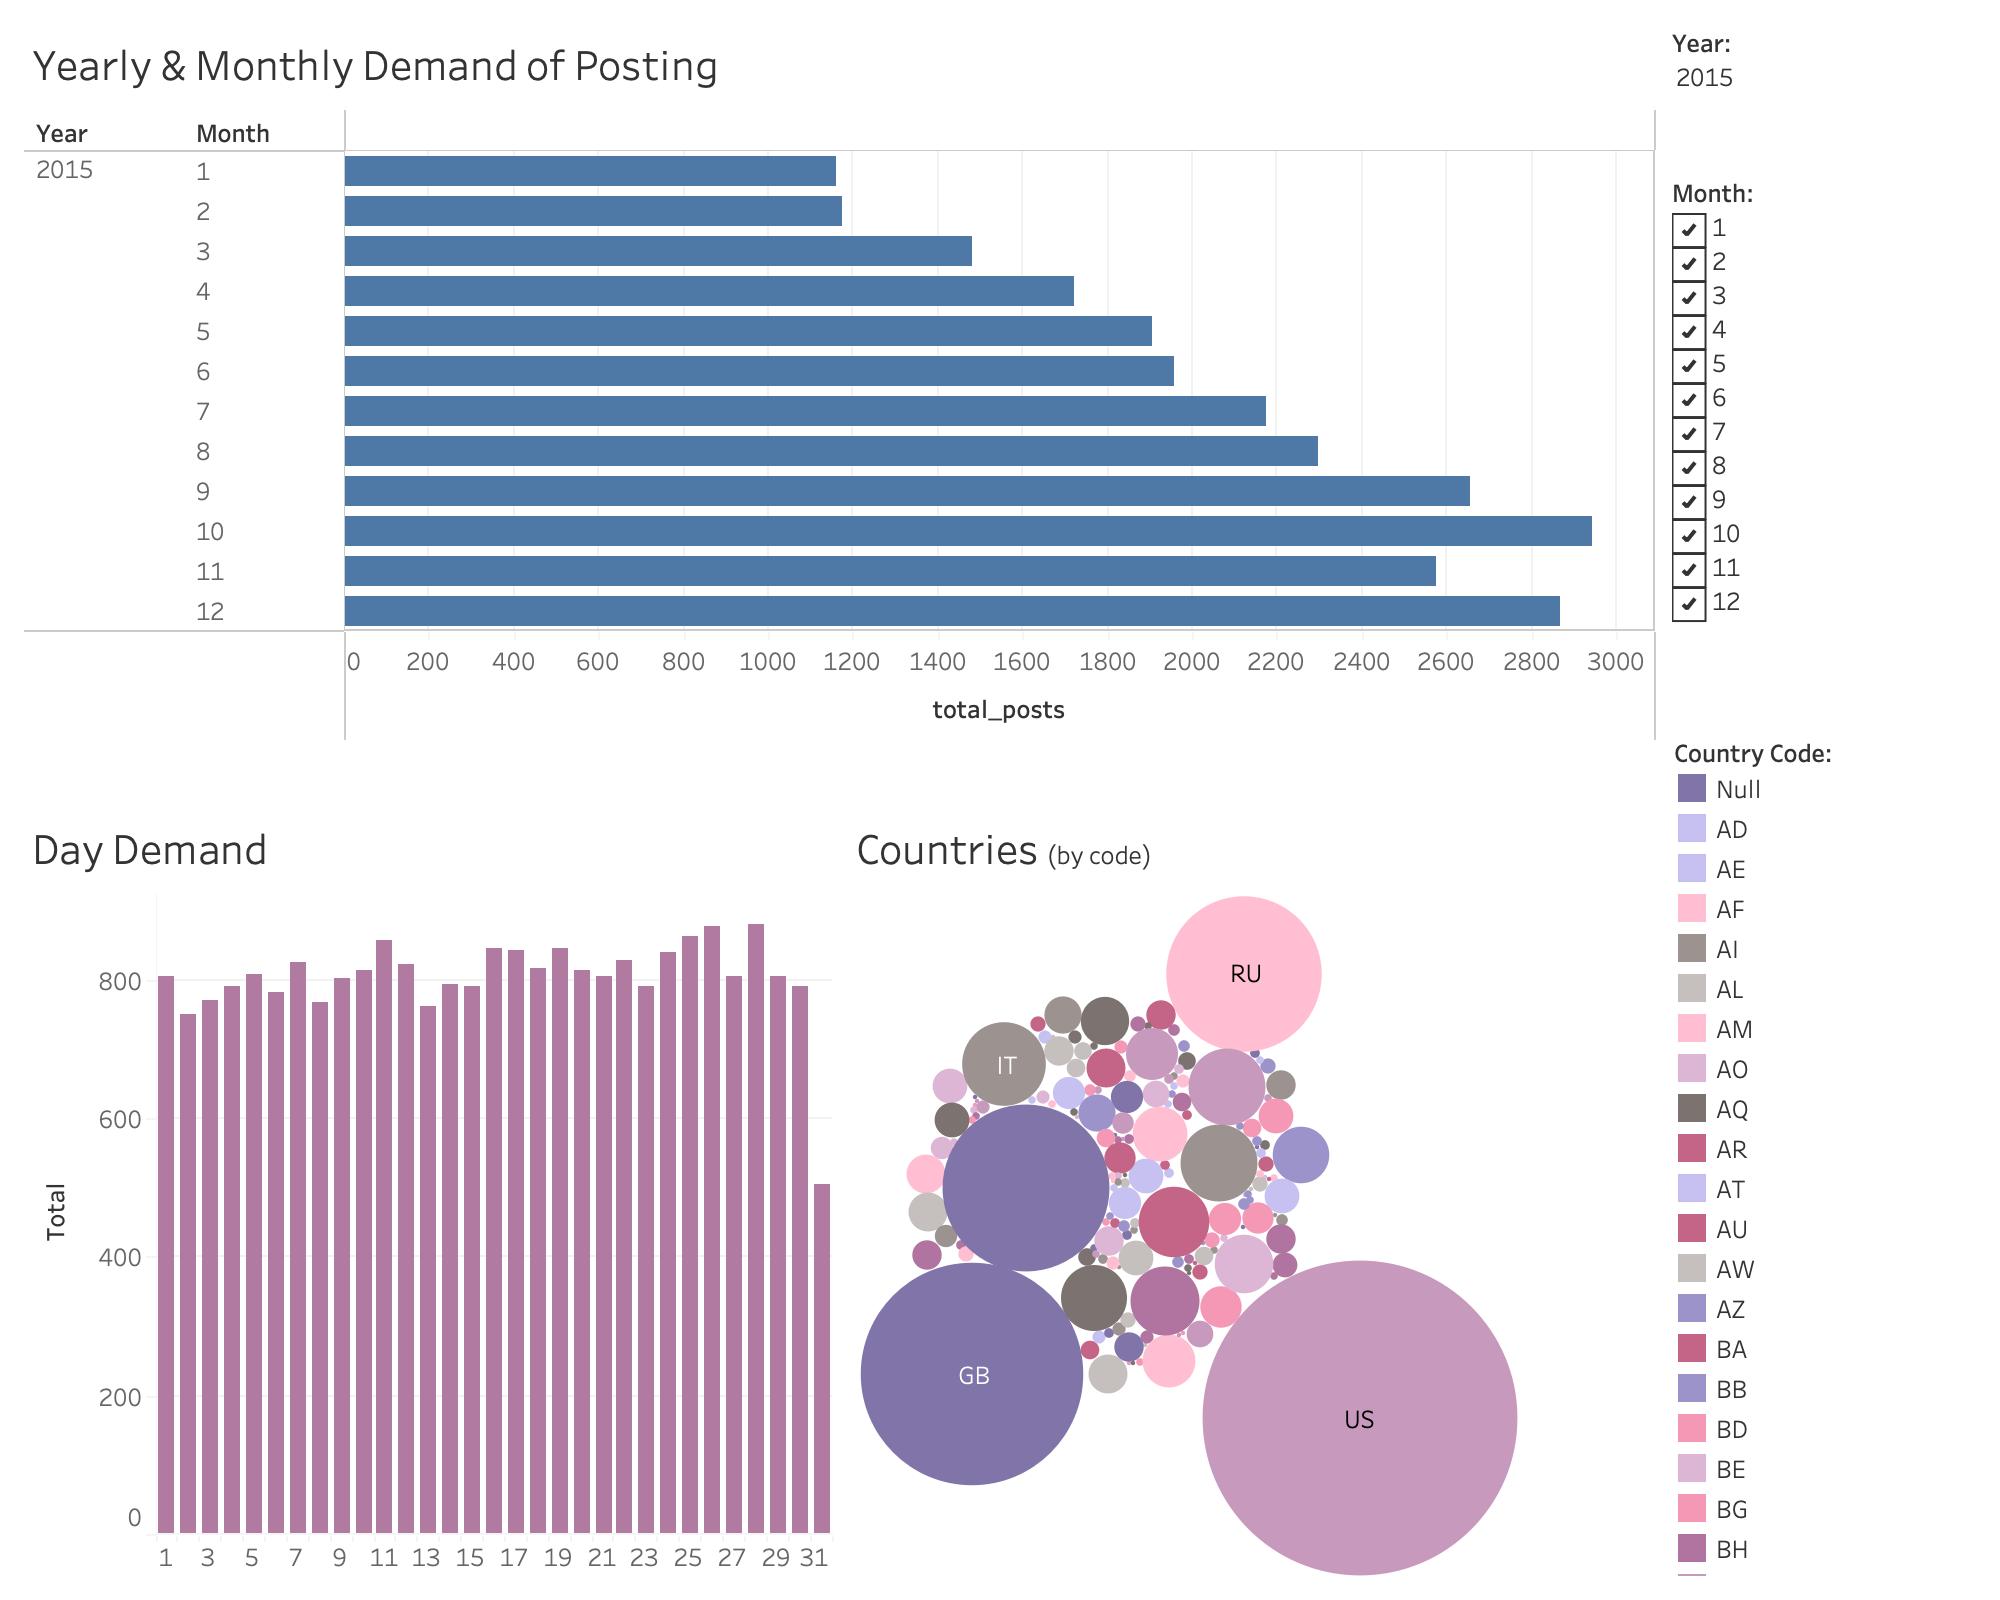 Yearly & Monthly Demand of Posting
Year:
2015
Year Month
2015 1
2
3
4
5
6
7
8
9
10
11
12
0 200 400 600 800 1000 1200 1400 1600 1800 2000 2200 2400 2600 2800 3000
total_posts
Month:
1
2
3
4
5
6
7
8
9
10
11
12
Day Demand
Total
800
600
400
200
0
1 3 5 7 9 11 13 15 17 19 21 23 25 27 29 31
Countries (by code)
RU
IT
GB
US
Country Code:
Null
AD
AE
AF
AI
AL
AM
AO
AQ
AR
AT
AU
AW
AZ
BA
BB
BD
BE
BG
BH